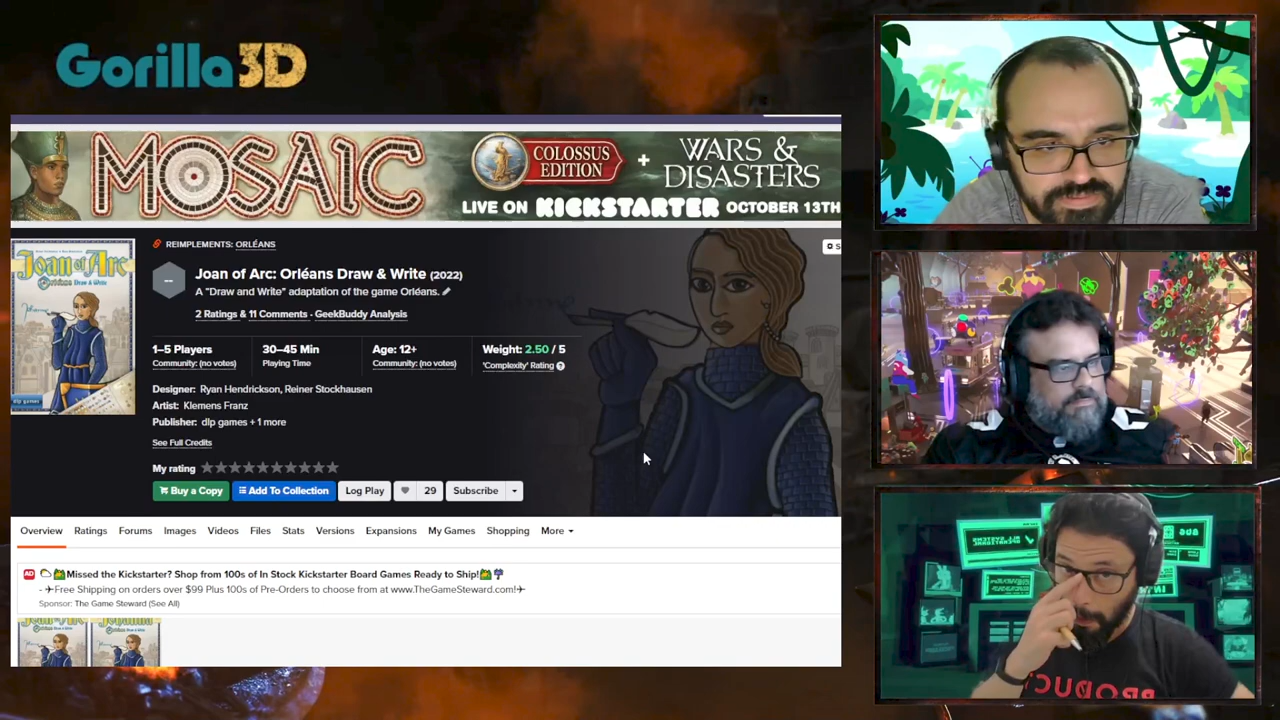 Gorilla3D
MOSAIC
COLOSSUS
EDITION
+
WARS &
DISASTERS
LIVE ON KICKSTARTER OCTOBER 13TH
REIMPLEMENTS: ORLÉANS
S
Joan of Arc
Orléans Draw & Write
dlp games
--
Joan of Arc: Orléans Draw & Write (2022)
A "Draw and Write" adaptation of the game Orléans.
2 Ratings & 11 Comments - GeekBuddy Analysis
1–5 Players
Community: (no votes)
30–45 Min
Playing Time
Age: 12+
Community: (no votes)
Weight: 2.50 / 5
'Complexity' Rating ?
Designer: Ryan Hendrickson, Reiner Stockhausen
Artist: Klemens Franz
Publisher: dlp games + 1 more
See Full Credits
My rating
Buy a Copy
Add To Collection
Log Play
29
Subscribe
Overview
Ratings
Forums
Images
Videos
Files
Stats
Versions
Expansions
My Games
Shopping
More
AD
Missed the Kickstarter? Shop from 100s of In Stock Kickstarter Board Games Ready to Ship!
- ✈Free Shipping on orders over $99 Plus 100s of Pre-Orders to choose from at www.TheGameSteward.com!✈
Sponsor: The Game Steward (See All)
PRODUC